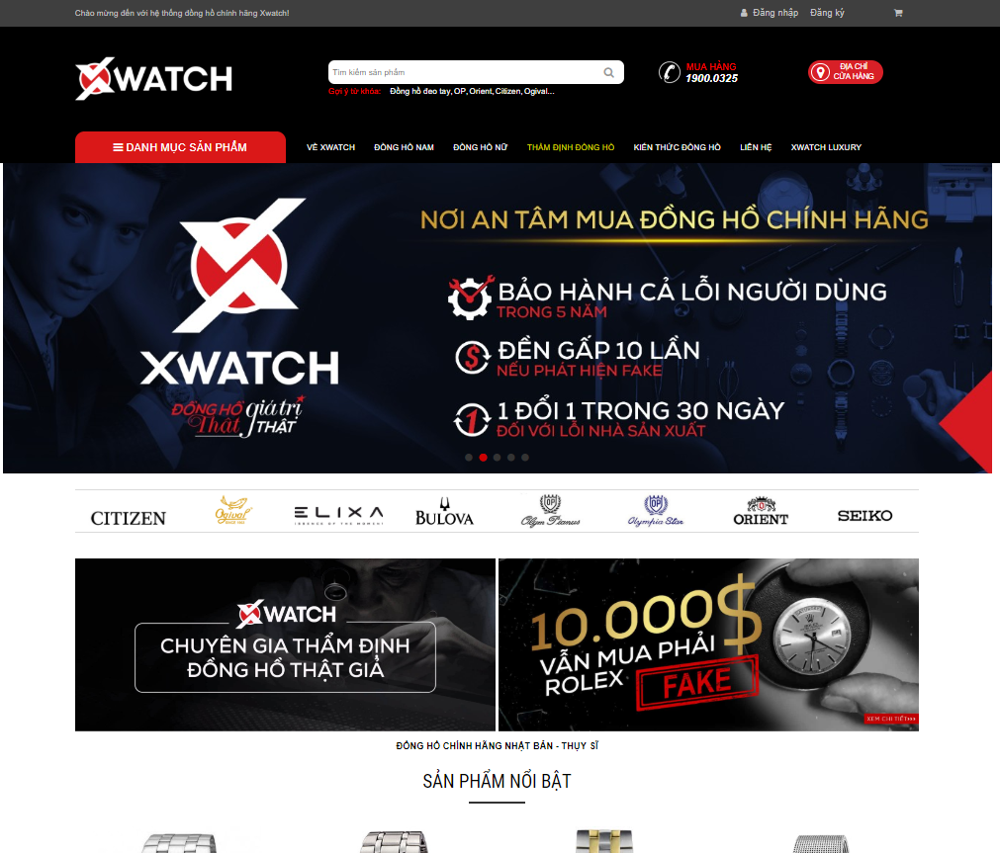 Chào mừng đến với hệ thống đồng hồ chính hãng Xwatch!
Đăng nhập Đăng ký
XWATCH
Tìm kiếm sản phẩm
Gợi ý từ khóa: Đồng hồ đeo tay, OP, Orient, Citizen, Ogival...
MUA HÀNG
1900.0325
ĐỊA CHỈ
CỬA HÀNG
DANH MỤC SẢN PHẨM
VỀ XWATCH ĐỒNG HỒ NAM ĐỒNG HỒ NỮ THẨM ĐỊNH ĐỒNG HỒ KIẾN THỨC ĐỒNG HỒ LIÊN HỆ XWATCH LUXURY
XWATCH
ĐỒNG HỒ giá trị
Thật THẬT
NƠI AN TÂM MUA ĐỒNG HỒ CHÍNH HÃNG
BẢO HÀNH CẢ LỖI NGƯỜI DÙNG
TRONG 5 NĂM
$ ĐỀN GẤP 10 LẦN
NẾU PHÁT HIỆN FAKE
1 1 ĐỔI 1 TRONG 30 NGÀY
ĐỐI VỚI LỖI NHÀ SẢN XUẤT
CITIZEN
Ogival
ELIXA
BULOVA
OP
Olym Pianus
OP
Olympia Star
ORIENT
SEIKO
XWATCH
CHUYÊN GIA THẨM ĐỊNH
ĐỒNG HỒ THẬT GIẢ
10.000$
VẪN MUA PHẢI
ROLEX FAKE
XEM CHI TIẾT>>>
ĐỒNG HỒ CHÍNH HÃNG NHẬT BẢN - THỤY SĨ
SẢN PHẨM NỔI BẬT